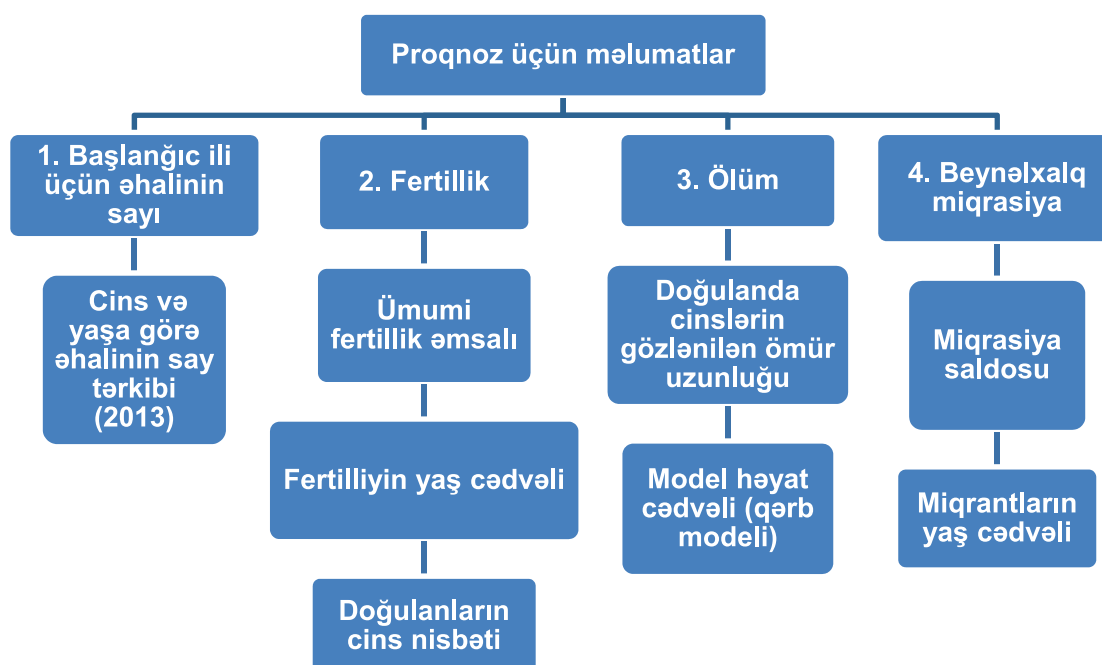 Proqnoz üçün məlumatlar
1. Başlanğıc ili
üçün əhalinin
sayı
2. Fertillik
3. Ölüm
4. Beynəlxalq
miqrasiya
Cins və
yaşa görə
əhalinin say
tərkibi
(2013)
Ümumi
fertillik əmsalı
Doğulanda
cinslərin
gözlənilən ömür
uzunluğu
Miqrasiya
saldosu
Fertilliyin yaş cədvəli
Model həyat
cədvəli (qərb
modeli)
Miqrantların
yaş cədvəli
Doğulanların
cins nisbəti